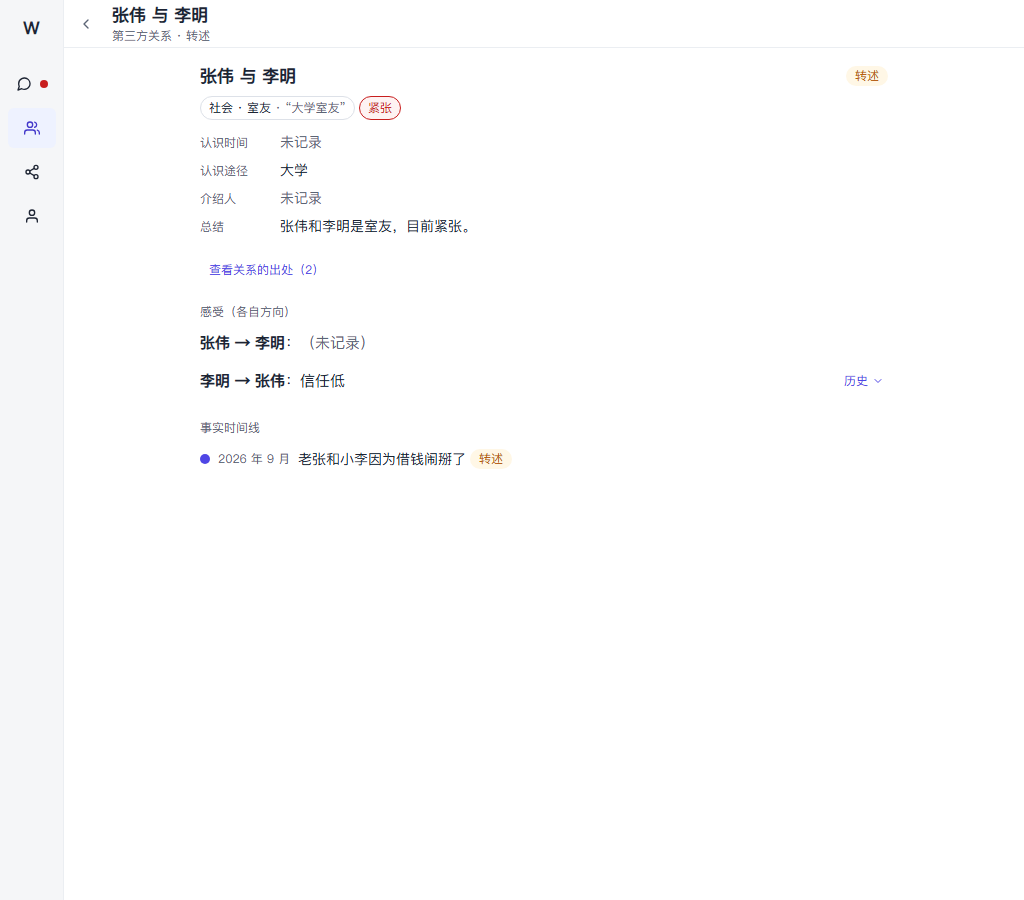 W
张伟 与 李明
第三方关系 · 转述
张伟 与 李明
转述
社会 · 室友 · “大学室友” 紧张
认识时间 未记录
认识途径 大学
介绍人 未记录
总结 张伟和李明是室友，目前紧张。
查看关系的出处（2）
感受（各自方向）
张伟 → 李明：（未记录）
李明 → 张伟：信任低 历史
事实时间线
2026 年 9 月 老张和小李因为借钱闹掰了 转述